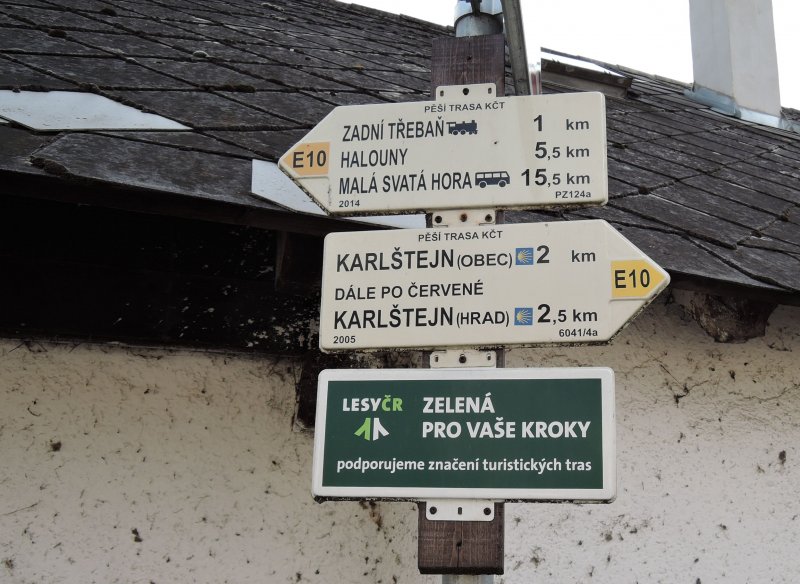 PĚŠÍ TRASA KČT
ZADNÍ TŘEBAŇ 1 km
HALOUNY 5,5 km
MALÁ SVATÁ HORA 15,5 km
E10
2014 PZ124a
PĚŠÍ TRASA KČT
KARLŠTEJN (OBEC) 2 km
DÁLE PO ČERVENÉ
KARLŠTEJN (HRAD) 2,5 km
E10
2005 6041/4a
LESYČR ZELENÁ
PRO VAŠE KROKY
podporujeme značení turistických tras